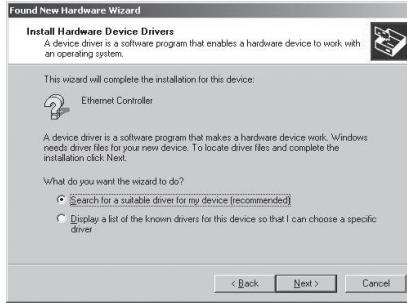 Found New Hardware Wizard
Install Hardware Device Drivers
A device driver is a software program that enables a hardware device to work with
an operating system.
This wizard will complete the installation for this device:
Ethernet Controller
A device driver is a software program that makes a hardware device work. Windows
needs driver files for your new device. To locate driver files and complete the
installation click Next.
What do you want the wizard to do?
Search for a suitable driver for my device (recommended)
Display a list of the known drivers for this device so that I can choose a specific
driver
< Back Next > Cancel